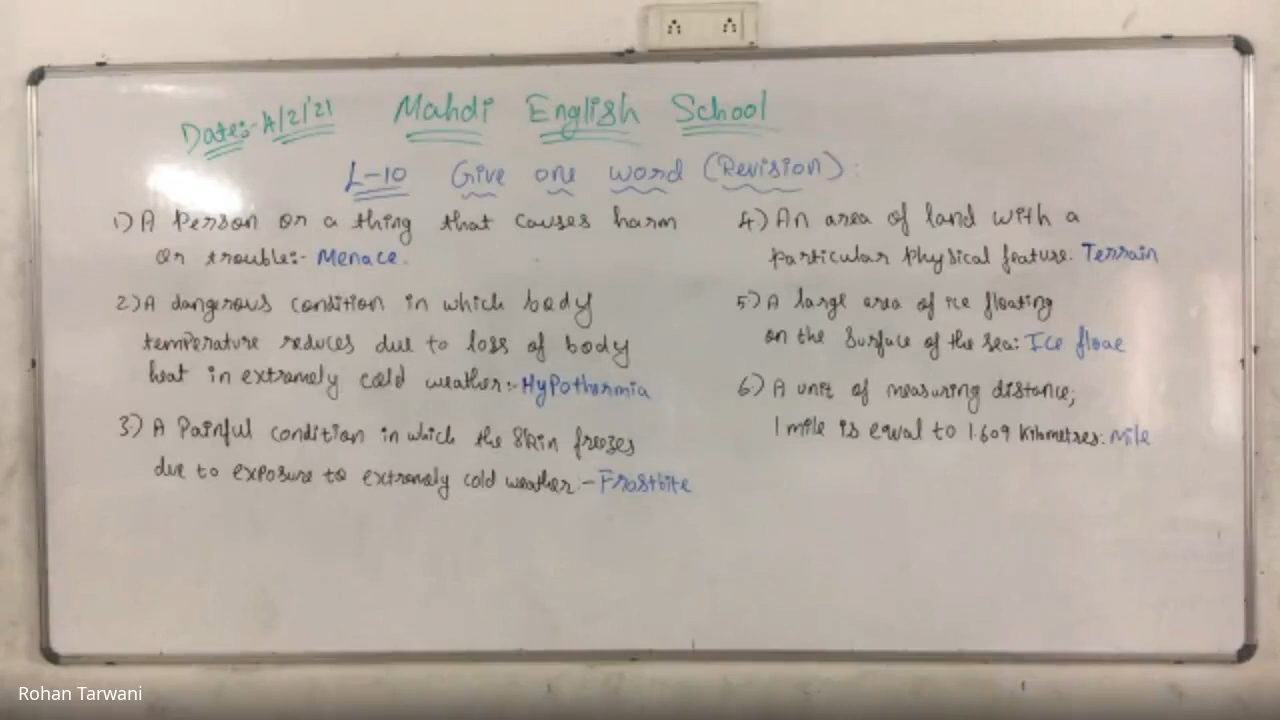 Date:- 4/2/'21 Mahdi English School
L-10 Give one word (Revision):
1) A Person or a thing that causes harm
or trouble:- Menace.
2) A dangerous condition in which body
temperature reduces due to loss of body
heat in extremely cold weather:- Hypothermia
3) A Painful condition in which the skin freezes
due to exposure to extremely cold weather:- Frostbite
4) An area of land with a
particular physical feature: Terrain
5) A large area of ice floating
on the surface of the sea: Ice floae
6) A unit of measuring distance;
1 mile is equal to 1.609 kilometres: Mile
Rohan Tarwani